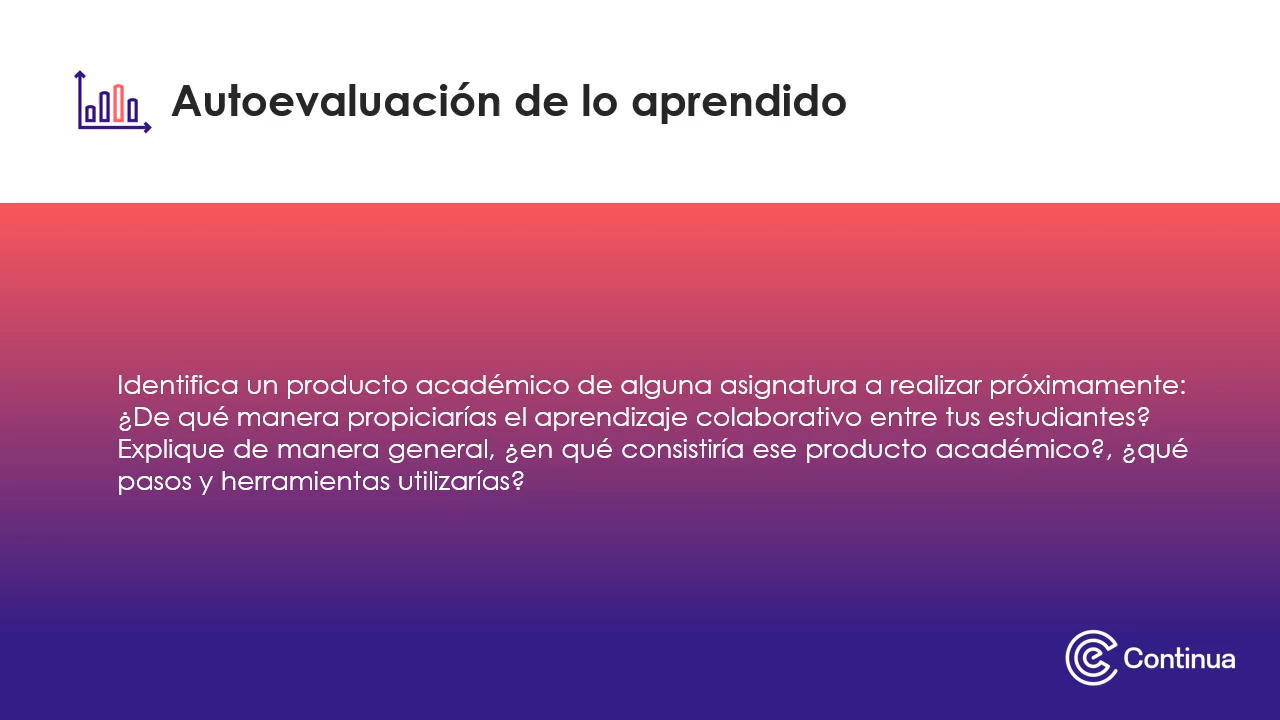 Autoevaluación de lo aprendido
Identifica un producto académico de alguna asignatura a realizar próximamente:
¿De qué manera propiciarías el aprendizaje colaborativo entre tus estudiantes?
Explique de manera general, ¿en qué consistiría ese producto académico?, ¿qué
pasos y herramientas utilizarías?
Continua